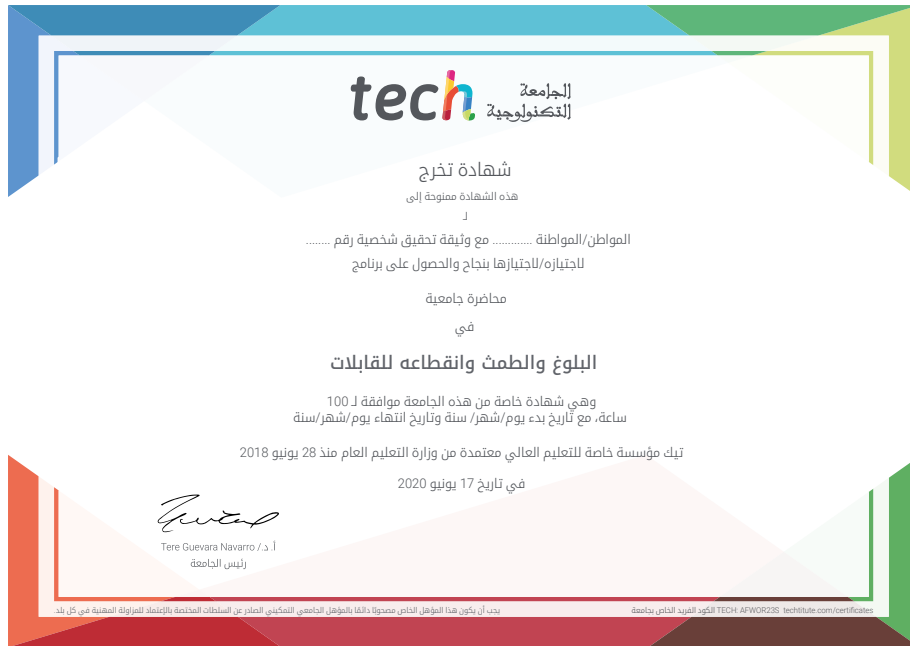 tech الجامعة
التكنولوجية
شهادة تخرج
هذه الشهادة ممنوحة إلى
لـ
المواطن/المواطنة ............ مع وثيقة تحقيق شخصية رقم ........
لاجتيازه/لاجتيازها بنجاح والحصول على برنامج
محاضرة جامعية
في
البلوغ والطمث وانقطاعه للقابلات
وهي شهادة خاصة من هذه الجامعة موافقة لـ 100
ساعة، مع تاريخ بدء يوم/شهر/ سنة وتاريخ انتهاء يوم/شهر/سنة
تيك مؤسسة خاصة للتعليم العالي معتمدة من وزارة التعليم العام منذ 28 يونيو 2018
في تاريخ 17 يونيو 2020
أ. د./ Tere Guevara Navarro
رئيس الجامعة
يجب أن يكون هذا المؤهل الخاص مصحوبًا دائمًا بالمؤهل الجامعي التمكيني الصادر عن السلطات المختصة بالإعتماد للمزاولة المهنية في كل بلد.
الكود الفريد الخاص بجامعة TECH: AFWOR23S techtitute.com/certificates